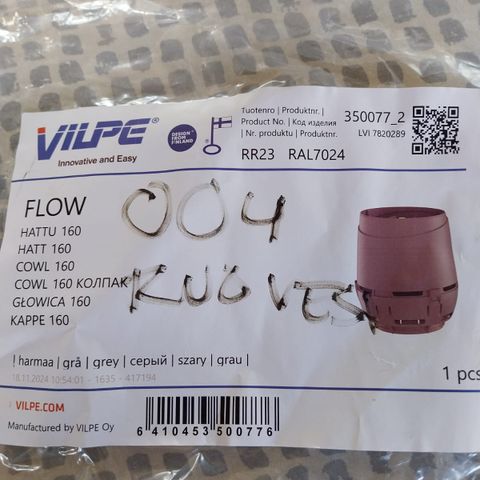 VILPE®
Innovative and Easy
DESIGN FROM FINLAND
Tuotenro | Produktnr. |
Product No. | Код изделия
| Nr. produktu | Produktnr.
350077_2
LVI 7820289
RR23 RAL7024
FLOW
HATTU 160
HATT 160
COWL 160
COWL 160 КОЛПАК
GŁOWICA 160
KAPPE 160
004
! harmaa | grå | grey | серый | szary | grau |
18.11.2024 10:54:01 - 1635 - 417194
1 pcs
VILPE.COM
Manufactured by VILPE Oy
6 410453 500776